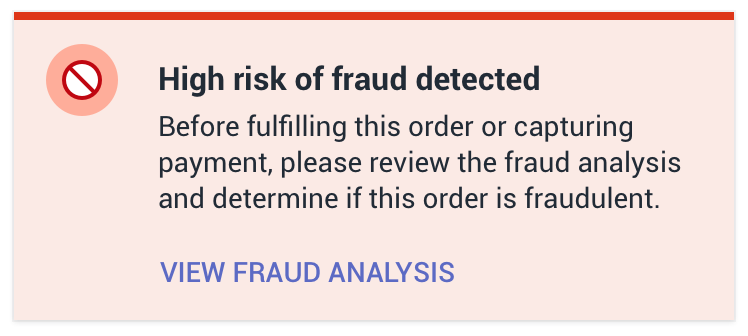 High risk of fraud detected
Before fulfilling this order or capturing
payment, please review the fraud analysis
and determine if this order is fraudulent.
VIEW FRAUD ANALYSIS